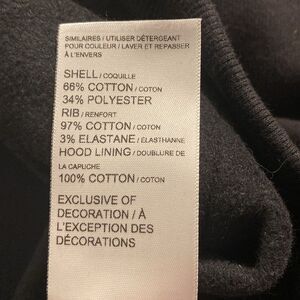 SIMILAIRES / UTILISER DÉTERGEANT
POUR COULEUR / LAVER ET REPASSER
À L'ENVERS
SHELL / COQUILLE
66% COTTON / COTON
34% POLYESTER
RIB / RENFORT
97% COTTON / COTON
3% ELASTANE / ÉLASTHANNE
HOOD LINING / DOUBLURE DE
LA CAPUCHE
100% COTTON / COTON
EXCLUSIVE OF
DECORATION / À
L'EXCEPTION DES
DÉCORATIONS